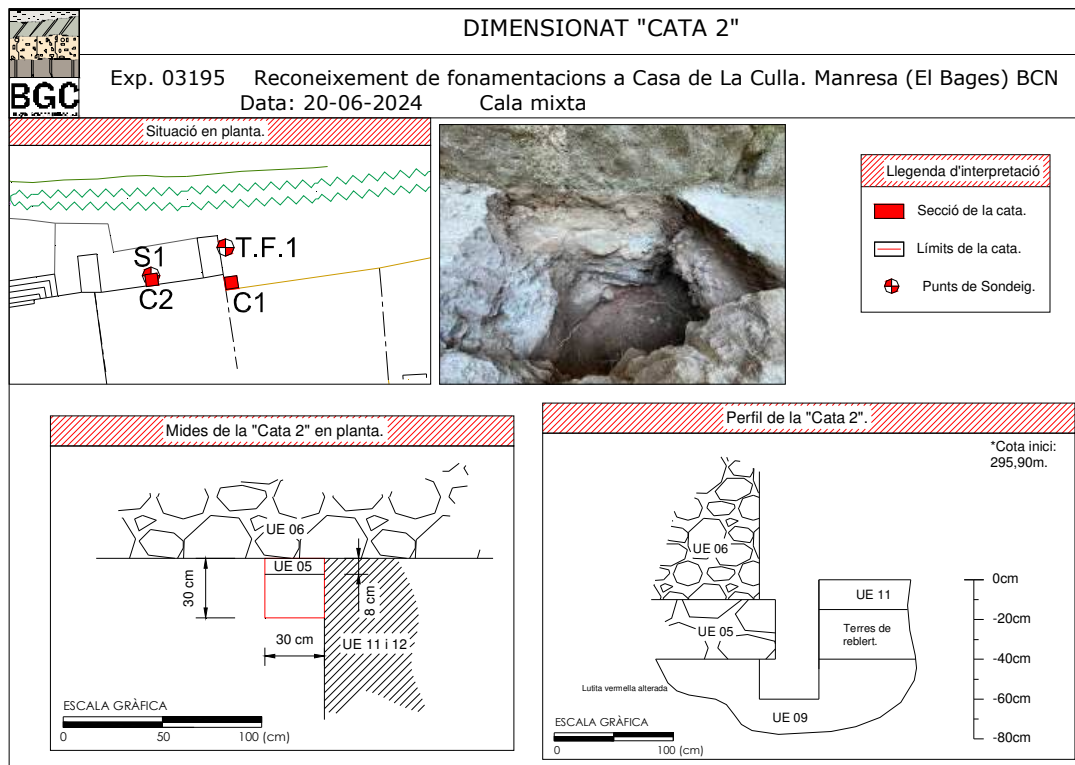 DIMENSIONAT "CATA 2"
BGC
Exp. 03195 Reconeixement de fonamentacions a Casa de La Culla. Manresa (El Bages) BCN
Data: 20-06-2024 Cala mixta
Situació en planta.
S1
T.F.1
C2
C1
Llegenda d'interpretació
Secció de la cata.
Límits de la cata.
Punts de Sondeig.
Mides de la "Cata 2" en planta.
UE 06
UE 05
30 cm
8 cm
30 cm
UE 11 i 12
ESCALA GRÀFICA
0 50 100 (cm)
Perfil de la "Cata 2".
*Cota inici:
295,90m.
UE 06
0cm
UE 11
-20cm
UE 05
Terres de
reblert.
-40cm
Lutita vermella alterada
-60cm
UE 09
ESCALA GRÀFICA
-80cm
0 100 (cm)